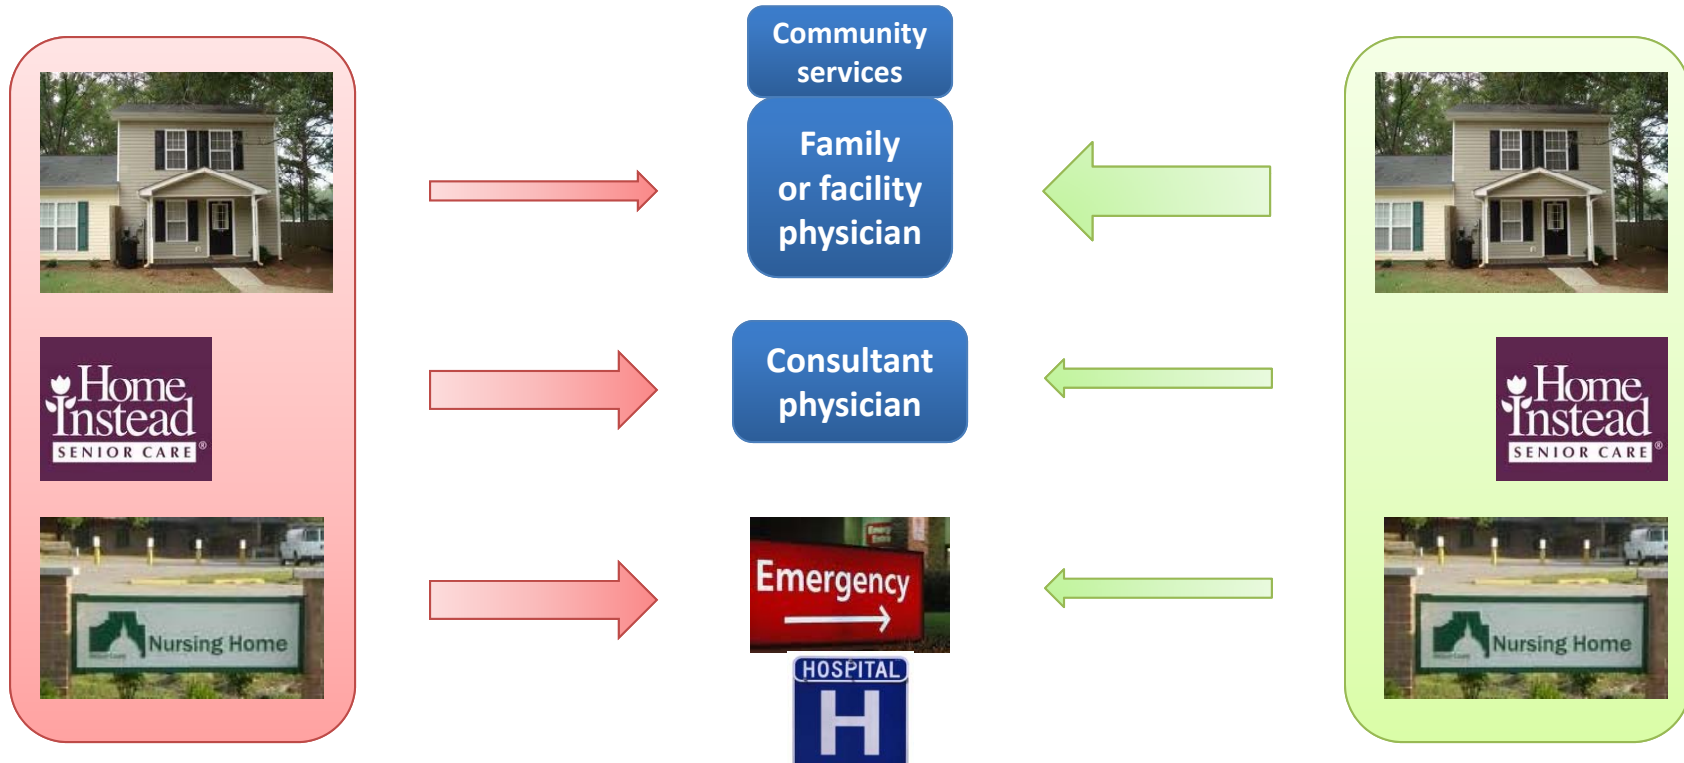 Community
services
Family
or facility
physician
Home
Instead
SENIOR CARE®
Consultant
physician
Home
Instead
SENIOR CARE®
Nursing Home
Emergency
Emergency
HOSPITAL
H
Nursing Home